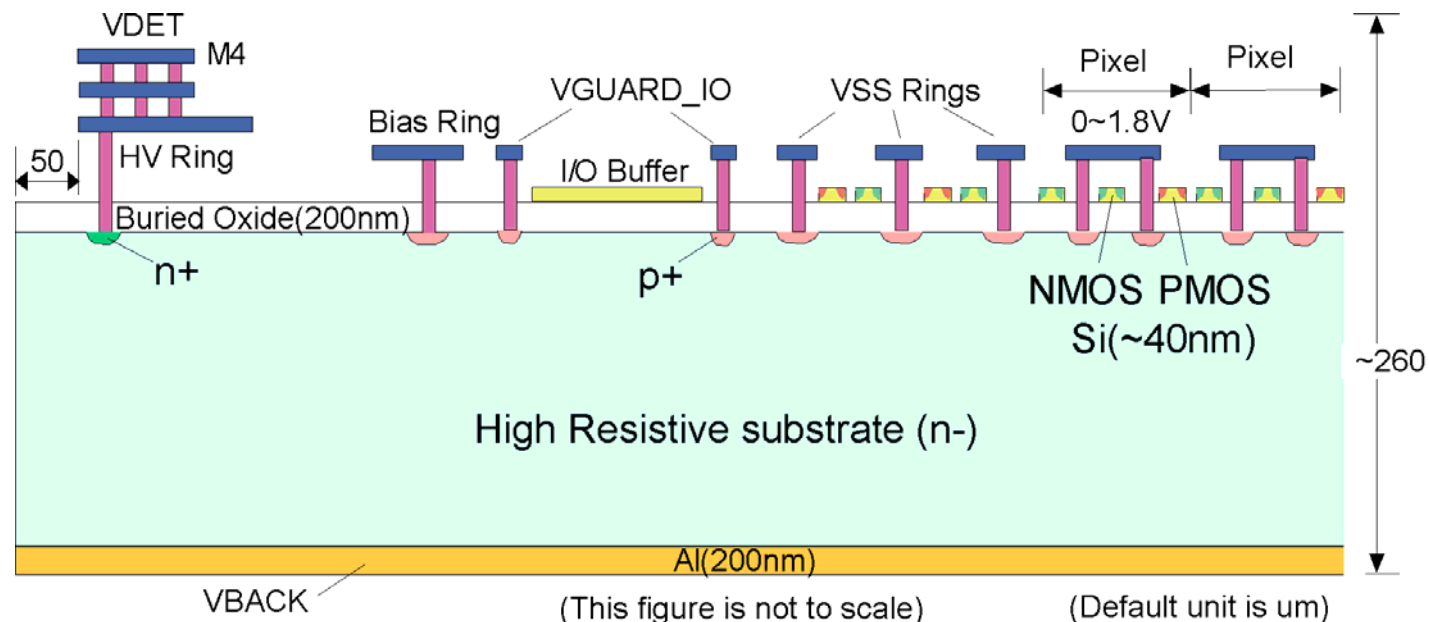 VDET
M4
HV Ring
50
Bias Ring
VGUARD_IO
I/O Buffer
VSS Rings
Pixel
Pixel
0~1.8V
Buried Oxide(200nm)
n+
p+
NMOS PMOS
Si(~40nm)
~260
High Resistive substrate (n-)
Al(200nm)
VBACK
(This figure is not to scale)
(Default unit is um)